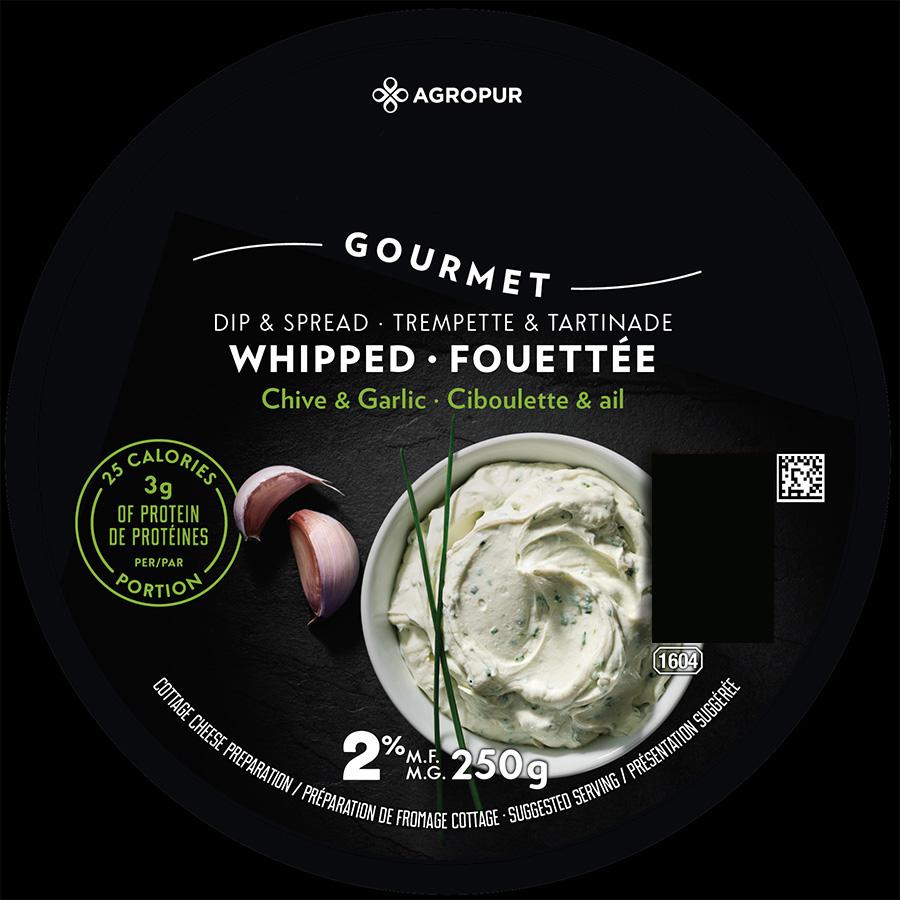 AGROPUR
GOURMET
DIP & SPREAD · TREMPETTE & TARTINADE
WHIPPED · FOUETTÉE
Chive & Garlic · Ciboulette & ail
25 CALORIES
3g
OF PROTEIN
DE PROTÉINES
PER/PAR
PORTION
1604
2% M.F. 250g
M.G.
COTTAGE CHEESE PREPARATION / PRÉPARATION DE FROMAGE COTTAGE · SUGGESTED SERVING / PRÉSENTATION SUGGÉRÉE